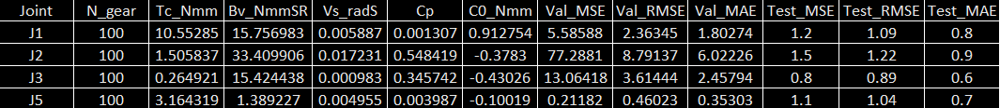 Joint N_gear Tc_Nmm Bv_NmmSR Vs_radS Cp C0_Nmm Val_MSE Val_RMSE Val_MAE Test_MSE Test_RMSE Test_MAE
J1 100 10.55285 15.756983 0.005887 0.001307 0.912754 5.58588 2.36345 1.80274 1.2 1.09 0.8
J2 100 1.505837 33.409906 0.017231 0.548419 -0.3783 77.2881 8.79137 6.02226 1.5 1.22 0.9
J3 100 0.264921 15.424438 0.000983 0.345742 -0.43026 13.06418 3.61444 2.45794 0.8 0.89 0.6
J5 100 3.164319 1.389227 0.004955 0.003987 -0.10019 0.21182 0.46023 0.35303 1.1 1.04 0.7